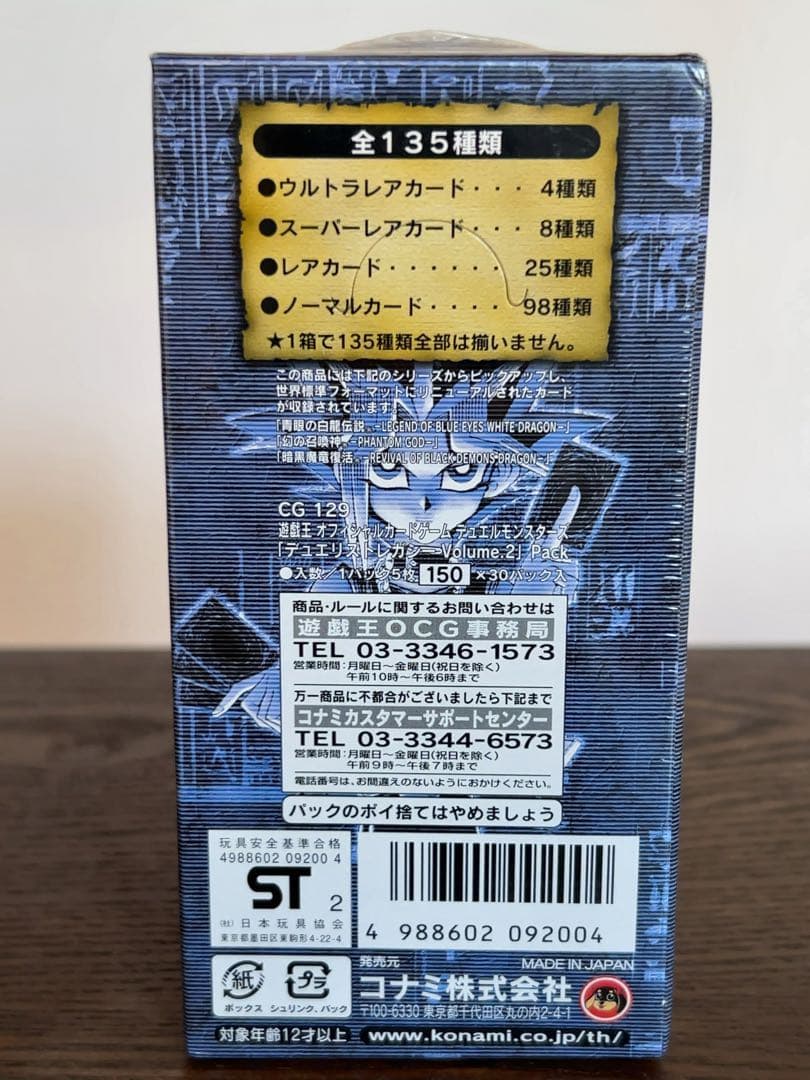 全135種類
●ウルトラレアカード・・・ 4種類
●スーパーレアカード・・・ 8種類
●レアカード・・・・・・ 25種類
●ノーマルカード・・・・ 98種類
★1箱で135種類全部は揃いません。
この商品には下記のシリーズからピックアップし、
世界標準フォーマットにリニューアルされたカード
が収録されています。
「青眼の白龍伝説 -LEGEND OF BLUE EYES WHITE DRAGON-」
「幻の召喚神 -PHANTOM GOD-」
「暗黒魔竜復活 -REVIVAL OF BLACK DEMONS DRAGON-」
CG 129
遊戯王 オフィシャルカードゲーム デュエルモンスターズ
「デュエリストレガシー Volume.2」 Pack
●入数/1パック5枚 150 ×30パック入
商品・ルールに関するお問い合わせは
遊戯王OCG事務局
TEL 03-3346-1573
営業時間:月曜日〜金曜日(祝日を除く)
午前10時〜午後6時まで
万一商品に不都合がございましたら下記まで
コナミカスタマーサポートセンター
TEL 03-3344-6573
営業時間:月曜日〜金曜日(祝日を除く)
午前9時〜午後7時まで
電話番号は、お間違えのないようにおかけください。
パックのポイ捨てはやめましょう
玩具安全基準合格
4988602 09200 4
ST 2
(社)日本玩具協会
東京都墨田区東駒形4-22-4
4 988602 092004
紙
ボックス
プラ
シュリンク、パック
発売元
MADE IN JAPAN
コナミ株式会社
〒100-6330 東京都千代田区丸の内2-4-1
対象年齢12才以上
www.konami.co.jp/th/